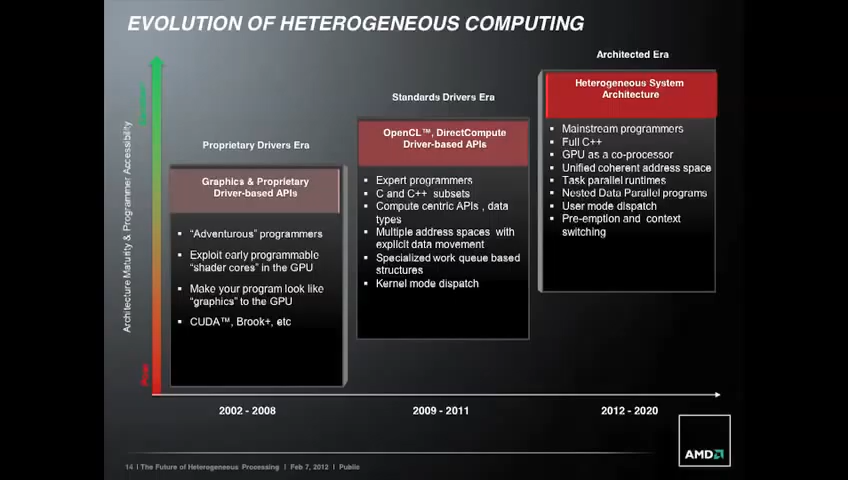 EVOLUTION OF HETEROGENEOUS COMPUTING
Architected Era
Heterogeneous System
Architecture
Mainstream programmers
Full C++
GPU as a co-processor
Unified coherent address space
Task parallel runtimes
Nested Data Parallel programs
User mode dispatch
Pre-emption and context
switching
Standards Drivers Era
OpenCL™, DirectCompute
Driver-based APIs
Expert programmers
C and C++ subsets
Compute centric APIs , data
types
Multiple address spaces with
explicit data movement
Specialized work queue based
structures
Kernel mode dispatch
Proprietary Drivers Era
Graphics & Proprietary
Driver-based APIs
“Adventurous” programmers
Exploit early programmable
“shader cores” in the GPU
Make your program look like
“graphics” to the GPU
CUDA™, Brook+, etc
Architecture Maturity & Programmer Accessibility
Poor
2002 - 2008
2009 - 2011
2012 - 2020
14 | The Future of Heterogeneous Processing | Feb 7, 2012 | Public
AMD